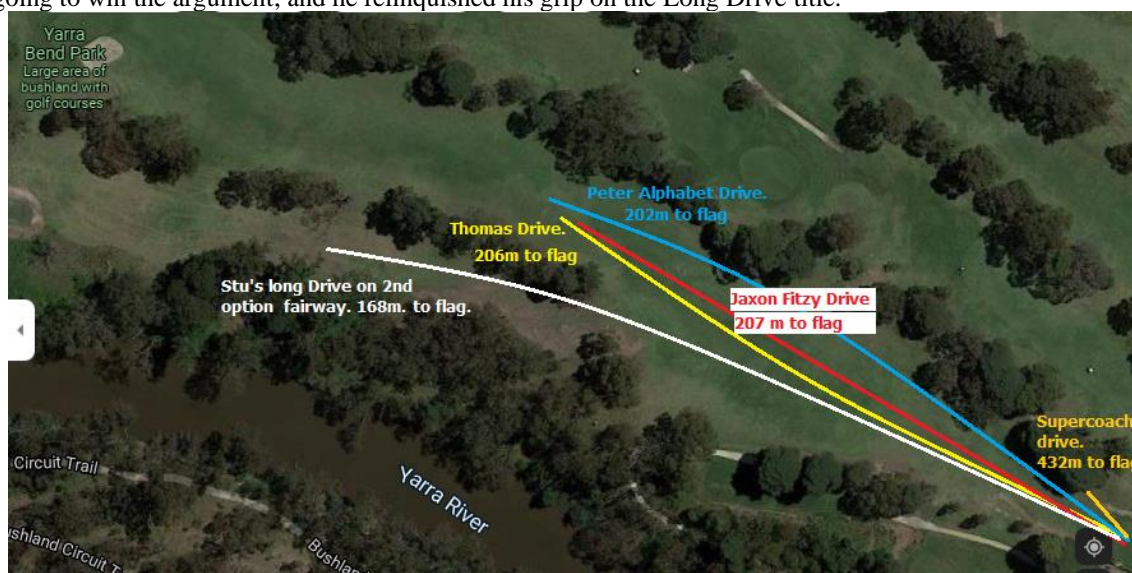 going to win the argument, and he relinquished his grip on the Long Drive title.
Yarra
Bend Park
Large area of
bushland with
golf courses
Peter Alphabet Drive.
202m to flag
Thomas Drive.
206m to flag
Stu's long Drive on 2nd
option fairway. 168m. to flag.
Jaxon Fitzy Drive
207 m to flag
Supercoach
drive.
432m to flag
Circuit Trail
Yarra River
ushland Circuit T
Bushland